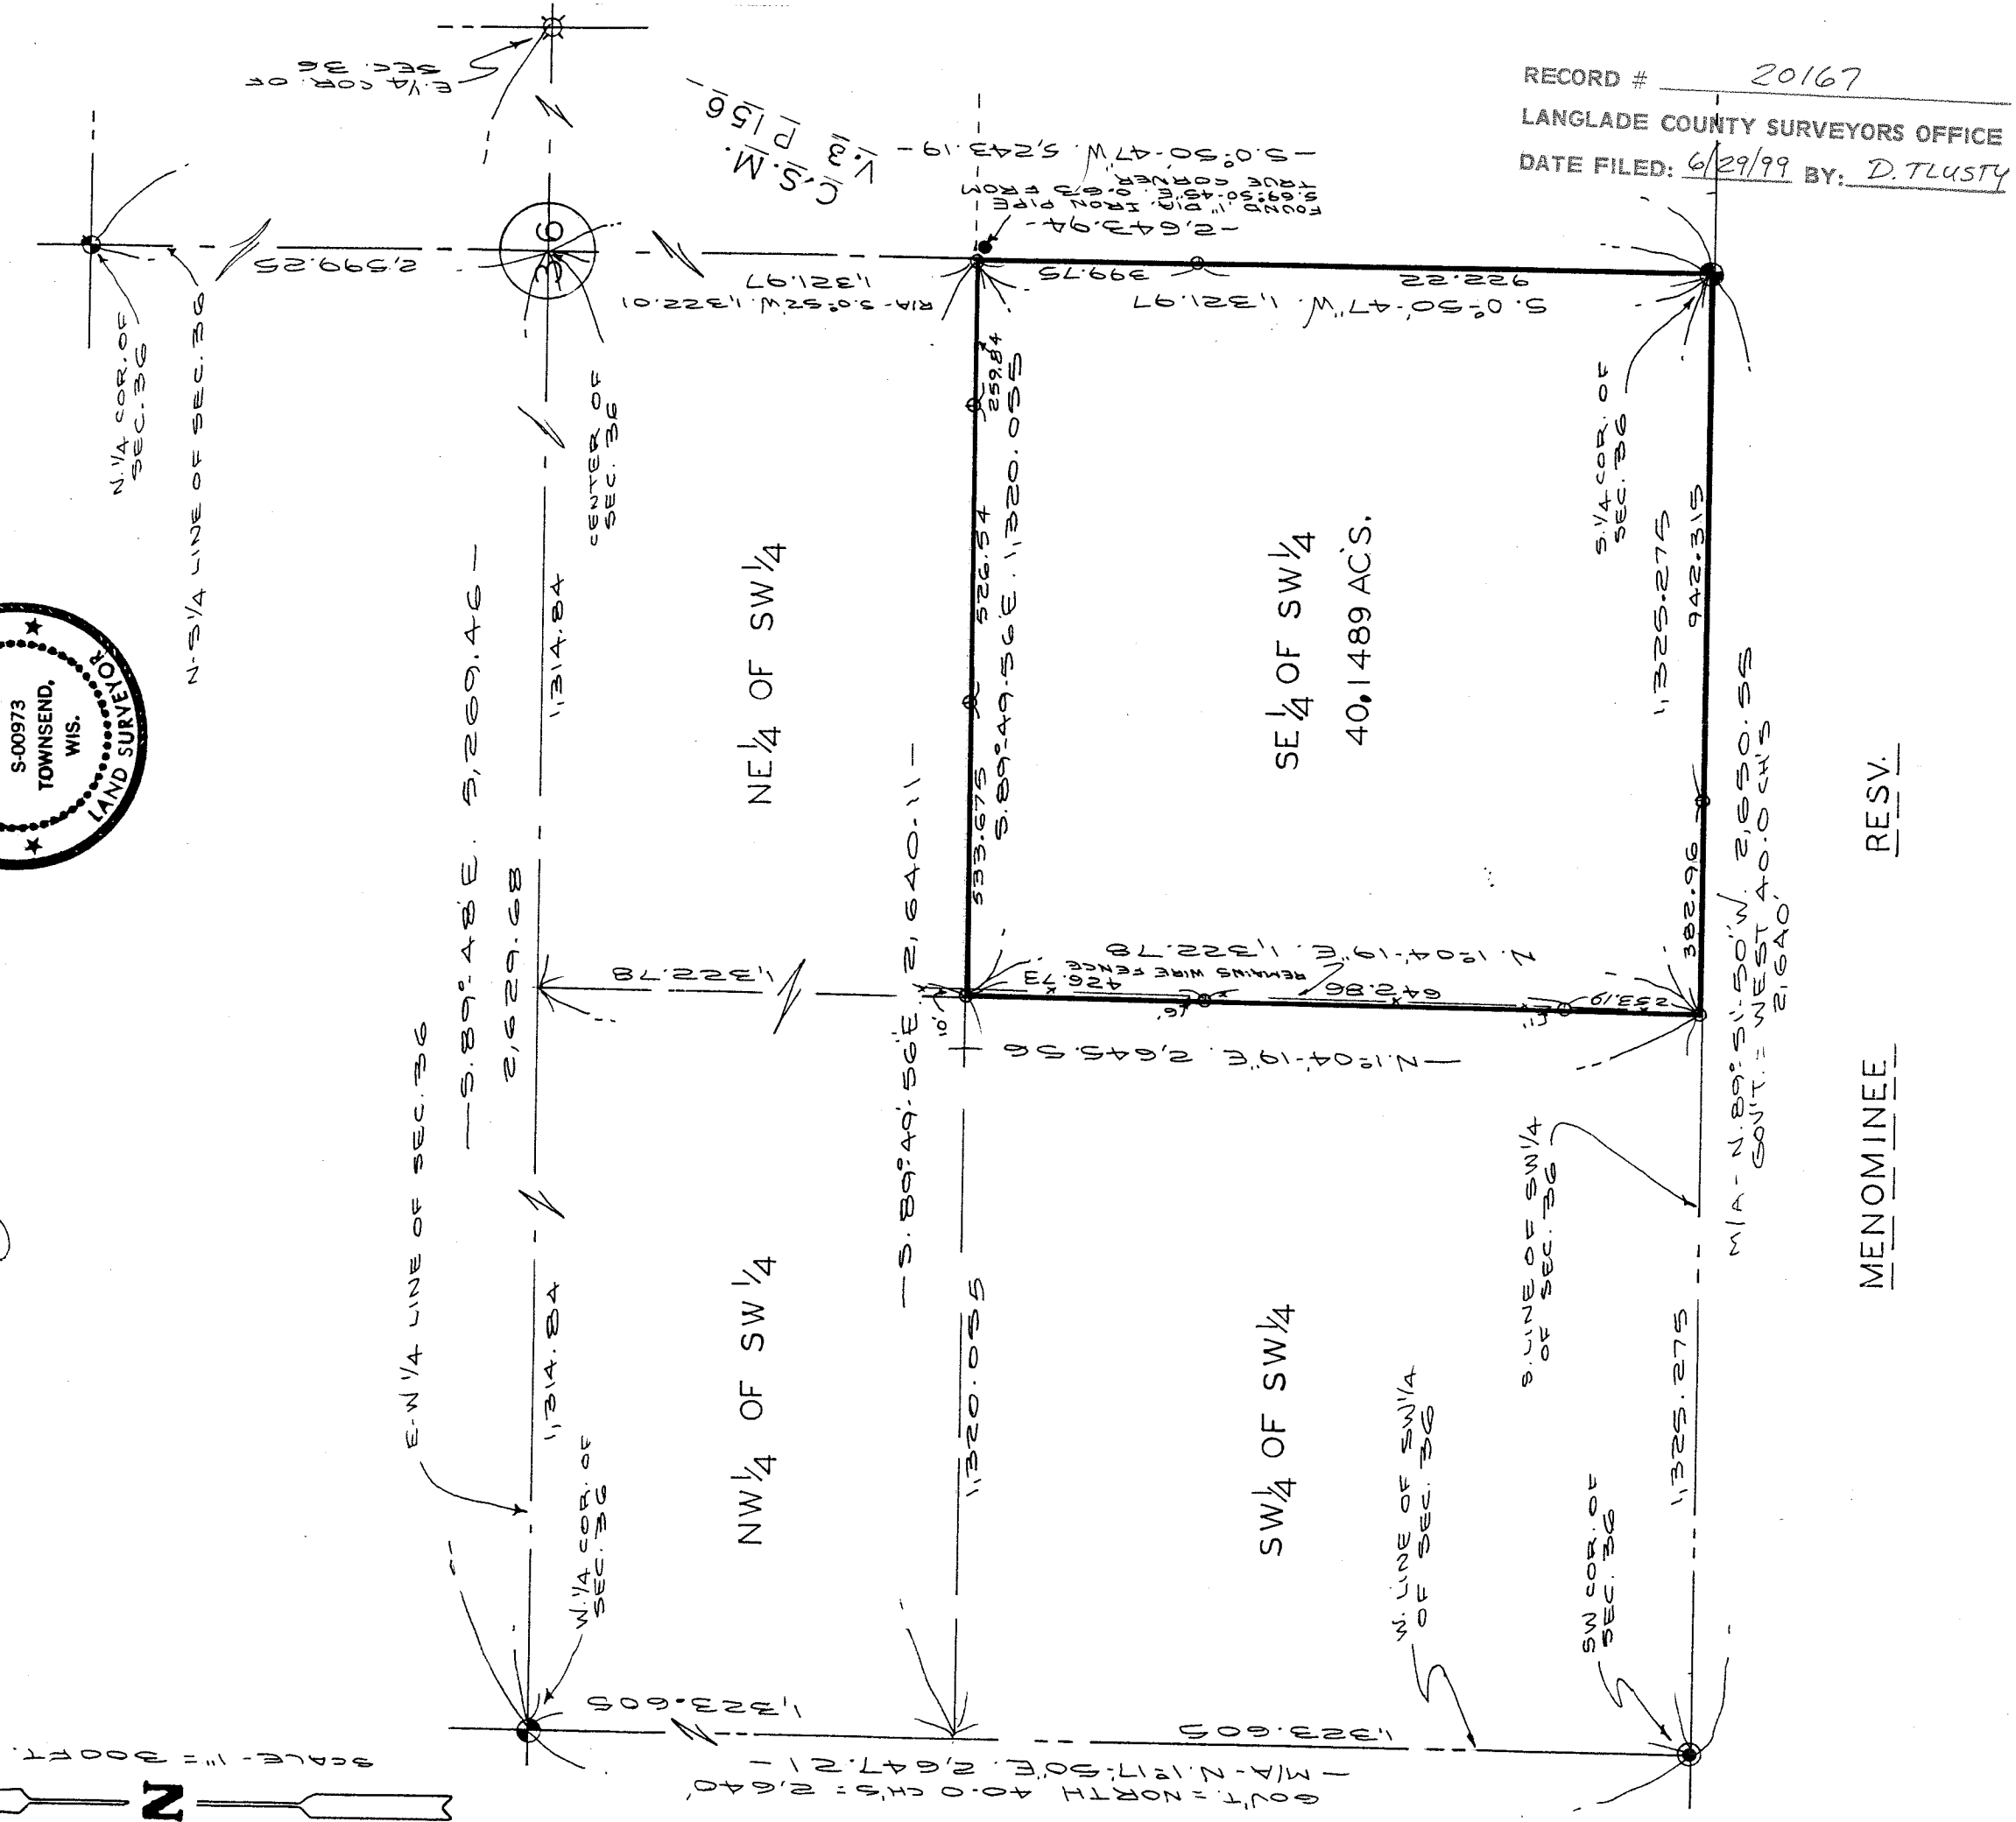 RECORD # 20167
LANGLADE COUNTY SURVEYORS OFFICE
DATE FILED: 6/29/99 BY: D. TLUSTY
E. 1/4 COR. OF
SEC. 36
N. 1/4 COR. OF
SEC. 36
N-S 1/4 LINE OF SEC. 36
2,599.25
36
CENTER OF
SEC. 36
C.S.M.
V. 3 P 156
- S. 0°-50'-47"W. 5,243.19 -
FOUND 1" DIA. IRON PIPE
S. 69°-50'-45"E. 0.673 FROM
TRUE CORNER
- 2,643.94 -
1,321.97
R/A - S. 0°52'W. 1,322.01
399.75
922.22
S. 0°-50'-47"W. 1,321.97
S-00973
TOWNSEND,
WIS.
LAND SURVEYOR
E-W 1/4 LINE OF SEC. 36
- S. 89°-48'E. 5,269.46 -
2,629.68
1,314.84
1,314.84
W. 1/4 COR. OF
SEC. 36
NW 1/4 OF SW 1/4
NE 1/4 OF SW 1/4
1,322.78
- S. 89°-49'-56"E. 2,640.11 -
1,320.055
533.675
526.54
259.84
S. 89°-49'-56"E. 1,320.055
10'
426.73
REMAINS WIRE FENCE
642.86
253.19
N. 1°-04'-19"E. 1,322.78
- N. 1°-04'-19"E. 2,645.56
SE 1/4 OF SW 1/4
40.1489 AC'S.
SW 1/4 OF SW 1/4
S. 1/4 COR. OF
SEC. 36
1,325.275
382.96
942.315
S. LINE OF SW 1/4
OF SEC. 36
W. LINE OF SW 1/4
OF SEC. 36
SW COR. OF
SEC. 36
1,325.275
M/A - N. 89°-51'-50"W. 2,650.55
GOV'T. = WEST 40.0 CH'S
2,640'
MENOMINEE RESV.
1,323.605
1,323.605
- M/A - N. 1°-17'-50"E. 2,647.21 -
GOV'T. = NORTH 40.0 CH'S = 2,640'
SCALE - 1" = 300 FT.
N